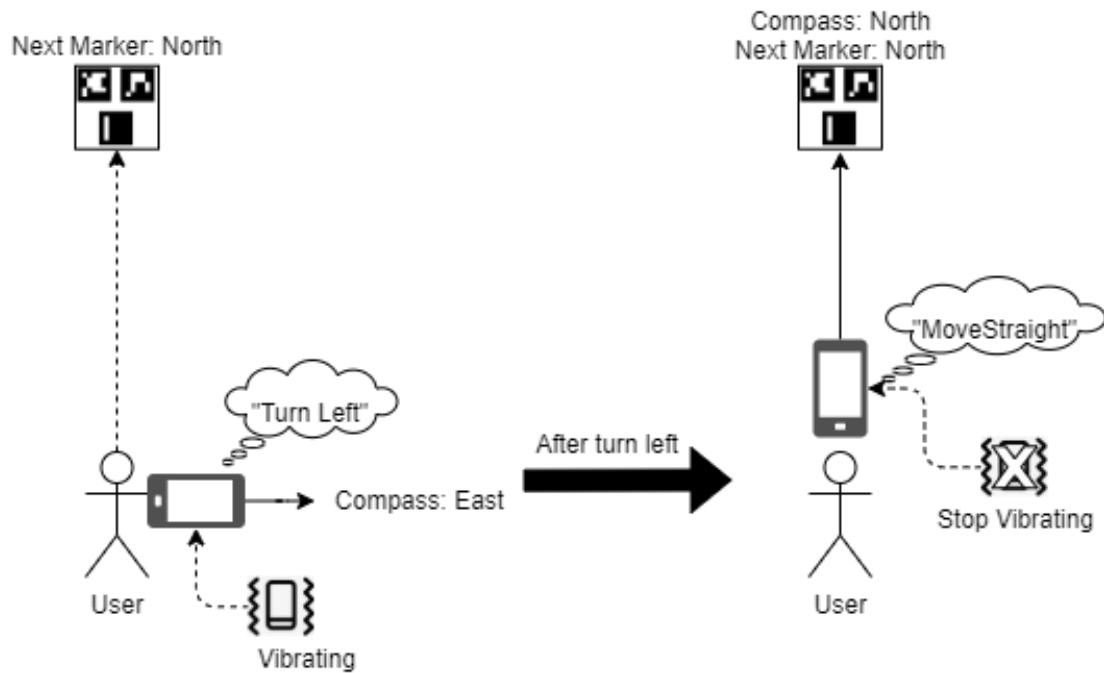 Next Marker: North
"Turn Left"
Compass: East
User
Vibrating
After turn left
Compass: North
Next Marker: North
"MoveStraight"
Stop Vibrating
User